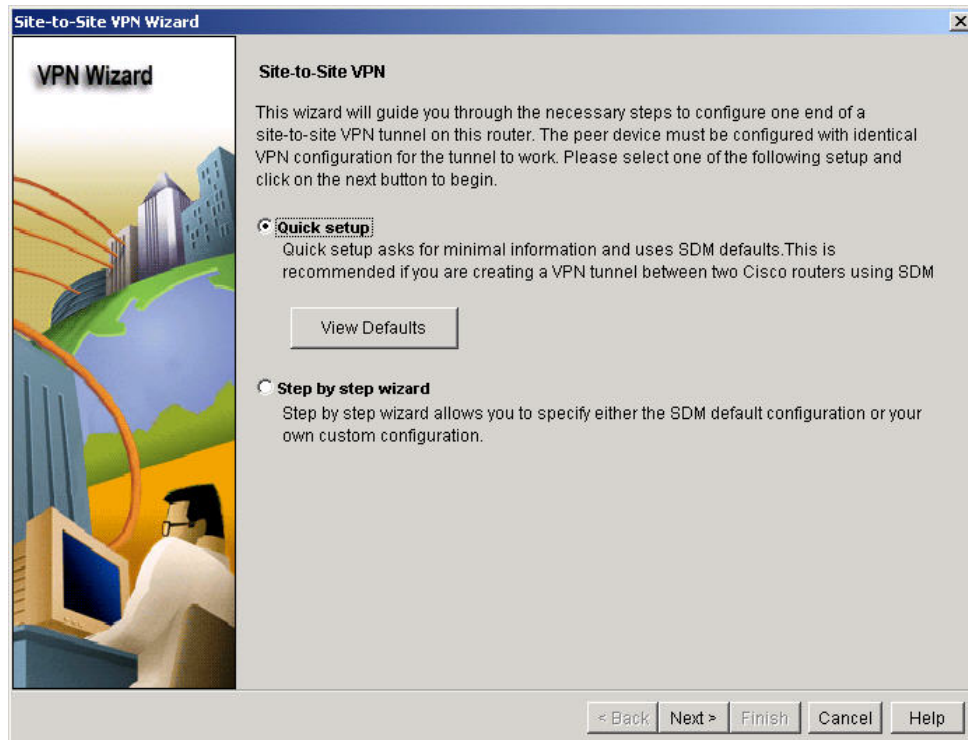 Site-to-Site VPN Wizard
VPN Wizard
Site-to-Site VPN
This wizard will guide you through the necessary steps to configure one end of a
site-to-site VPN tunnel on this router. The peer device must be configured with identical
VPN configuration for the tunnel to work. Please select one of the following setup and
click on the next button to begin.
Quick setup
Quick setup asks for minimal information and uses SDM defaults.This is
recommended if you are creating a VPN tunnel between two Cisco routers using SDM
View Defaults
Step by step wizard
Step by step wizard allows you to specify either the SDM default configuration or your
own custom configuration.
< Back Next > Finish Cancel Help